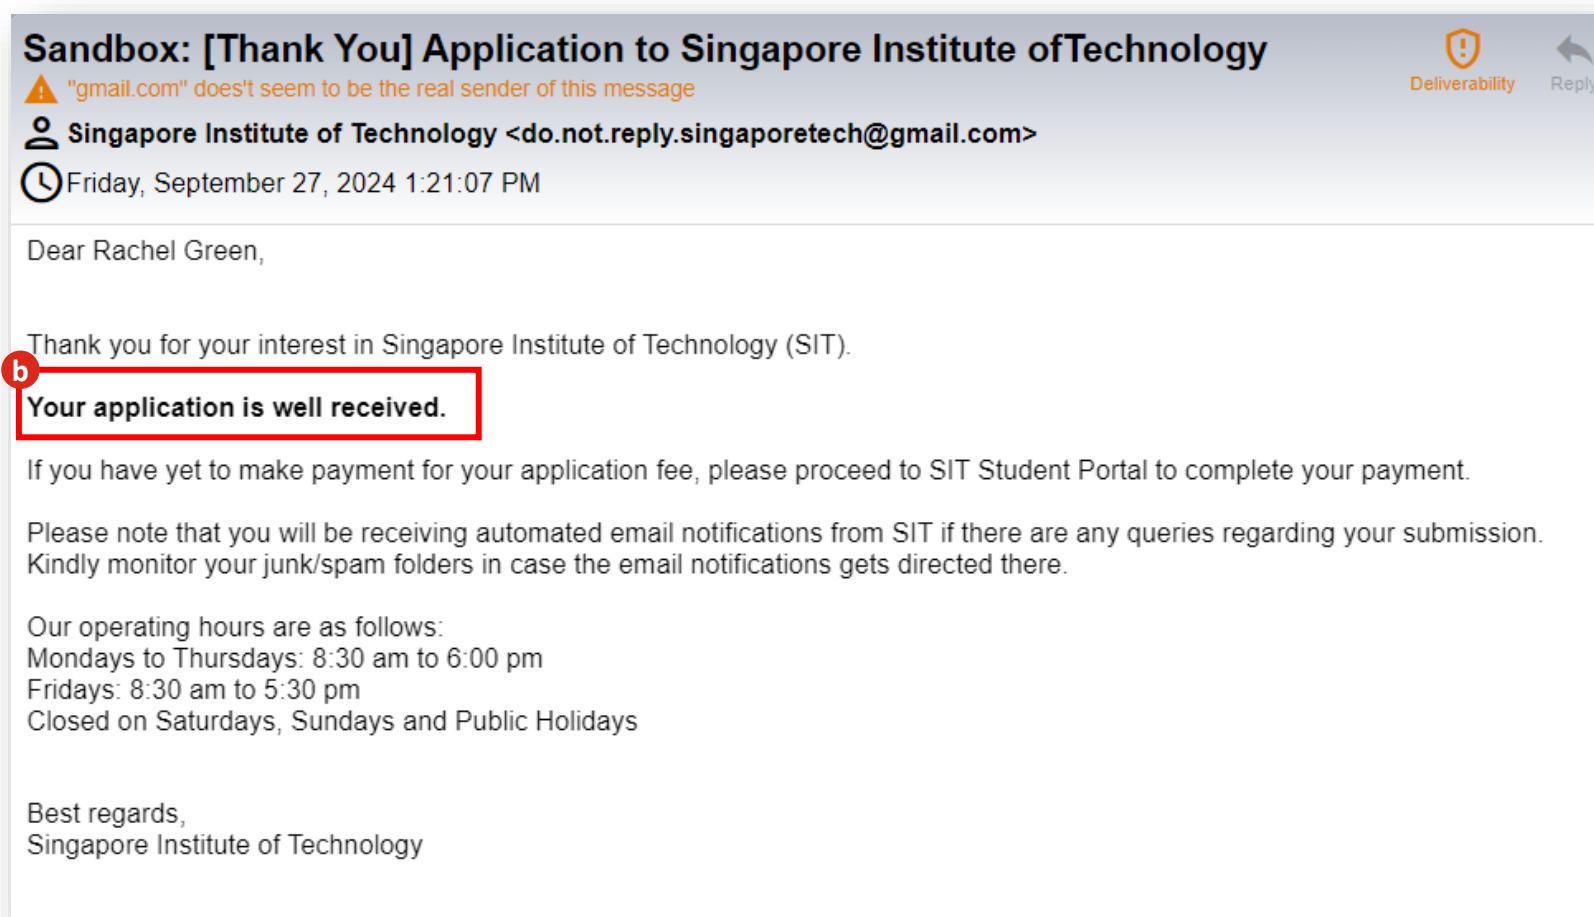 Sandbox: [Thank You] Application to Singapore Institute ofTechnology
"gmail.com" does't seem to be the real sender of this message
Deliverability
Reply
Singapore Institute of Technology <do.not.reply.singaporetech@gmail.com>
Friday, September 27, 2024 1:21:07 PM
Dear Rachel Green,
Thank you for your interest in Singapore Institute of Technology (SIT).
b
Your application is well received.
If you have yet to make payment for your application fee, please proceed to SIT Student Portal to complete your payment.
Please note that you will be receiving automated email notifications from SIT if there are any queries regarding your submission.
Kindly monitor your junk/spam folders in case the email notifications gets directed there.
Our operating hours are as follows:
Mondays to Thursdays: 8:30 am to 6:00 pm
Fridays: 8:30 am to 5:30 pm
Closed on Saturdays, Sundays and Public Holidays
Best regards,
Singapore Institute of Technology